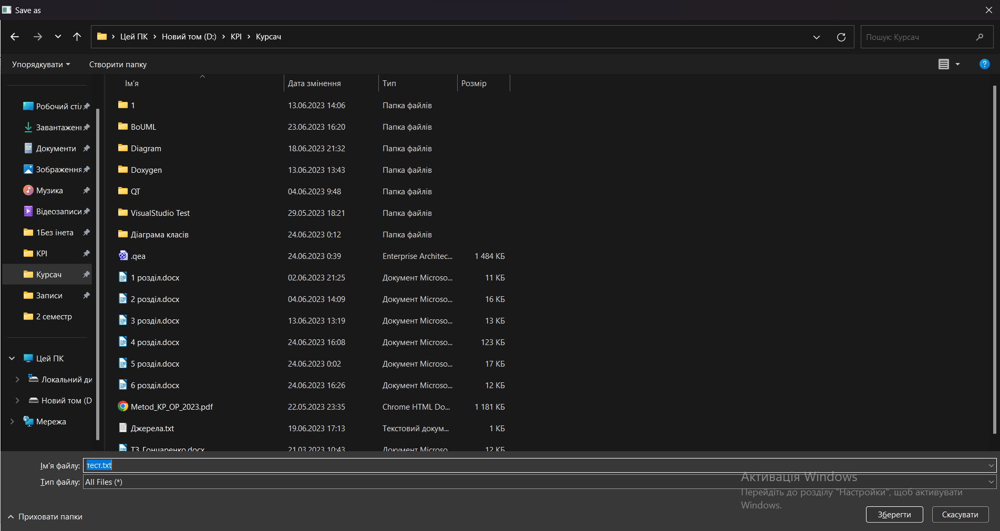 Save as
Цей ПК › Новий том (D:) › KPI › Курсач
Пошук: Курсач
Упорядкувати
Створити папку
Ім'я
Дата змінення
Тип
Розмір
Робочий стіл
Завантажен
Документи
Зображення
Музика
Відеозаписи
1Без інета
KPI
Курсач
Записи
2 семестр
Цей ПК
Локальний ди
Новий том (D
Мережа
1 13.06.2023 14:06 Папка файлів
BoUML 23.06.2023 16:20 Папка файлів
Diagram 18.06.2023 21:32 Папка файлів
Doxygen 13.06.2023 13:43 Папка файлів
QT 04.06.2023 9:48 Папка файлів
VisualStudio Test 29.05.2023 18:21 Папка файлів
Діаграма класів 24.06.2023 0:12 Папка файлів
.qea 24.06.2023 0:39 Enterprise Architec... 1 484 КБ
1 розділ.docx 02.06.2023 21:25 Документ Microso... 11 КБ
2 розділ.docx 04.06.2023 14:09 Документ Microso... 16 КБ
3 розділ.docx 13.06.2023 13:19 Документ Microso... 13 КБ
4 розділ.docx 24.06.2023 16:08 Документ Microso... 123 КБ
5 розділ.docx 24.06.2023 0:02 Документ Microso... 17 КБ
6 розділ.docx 24.06.2023 16:26 Документ Microso... 12 КБ
Metod_KP_OP_2023.pdf 22.05.2023 23:35 Chrome HTML Do... 1 181 КБ
Джерела.txt 19.06.2023 17:13 Текстовий докум... 1 КБ
ТЗ_Гончаренко.docx 21.03.2023 10:43 Документ Microso... 12 КБ
Ім'я файлу: тест.txt
Тип файлу: All Files (*)
Активація Windows
Перейдіть до розділу "Настройки", щоб активувати
Windows.
Приховати папки
Зберегти
Скасувати